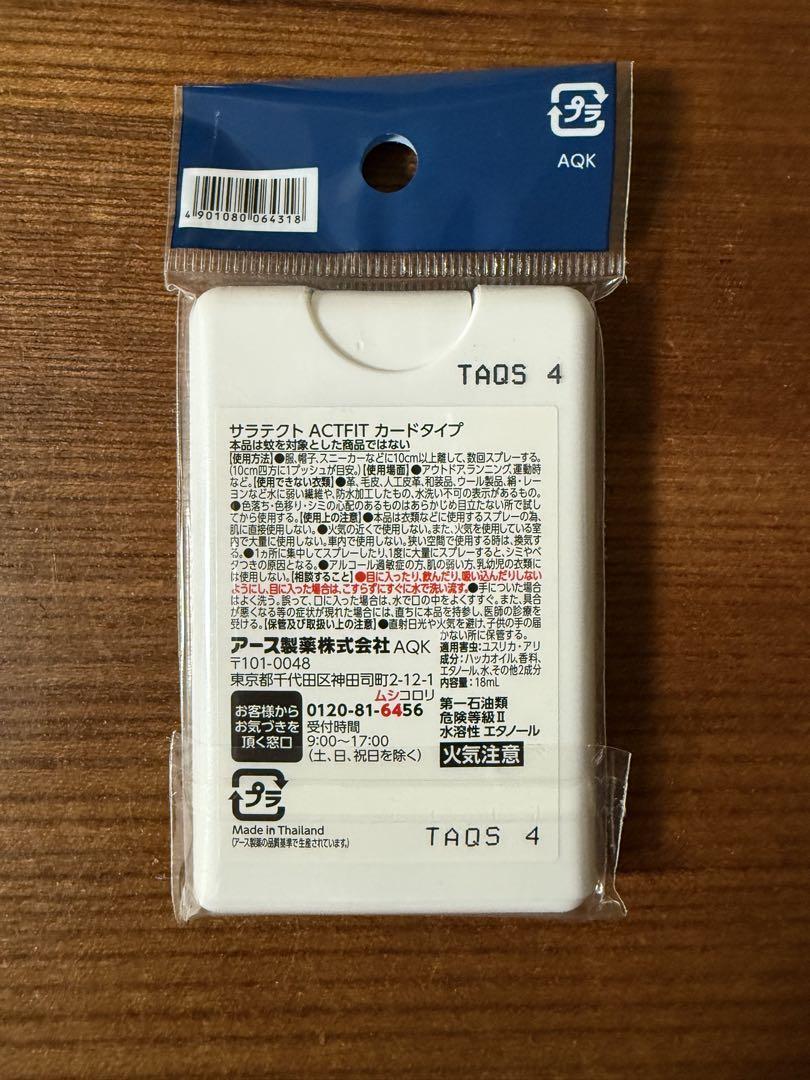 プラ
AQK
4 901080 064318
TAQS 4
サラテクト ACTFIT カードタイプ
本品は蚊を対象とした商品ではない
【使用方法】●服、帽子、スニーカーなどに10cm以上離して、数回スプレーする。
(10cm四方に1プッシュが目安。)【使用場面】●アウトドア、ランニング、運動時
など。【使用できない衣類】●革、毛皮、人工皮革、和装品、ウール製品、絹・レー
ヨンなど水に弱い繊維や、防水加工したもの、水洗い不可の表示があるもの。
●色落ち・色移り・シミの心配のあるものはあらかじめ目立たない所で試し
てから使用する。【使用上の注意】●本品は衣類などに使用するスプレーの為、
肌に直接使用しない。●火気の近くで使用しない。また、火気を使用している室
内で大量に使用しない。車内で使用しない。狭い空間で使用する時は、換気す
る。●1ヵ所に集中してスプレーしたり、1度に大量にスプレーすると、シミやベ
タつきの原因となる。●アルコール過敏症の方、肌の弱い方、乳幼児の衣類に
は使用しない。【相談すること】●目に入ったり、飲んだり、吸い込んだりしない
ようにし、目に入った場合は、こすらずにすぐに水で洗い流す。●手についた場合
はよく洗う。誤って、口に入った場合は、水で口の中をよくすすぐ。また、具合
が悪くなる等の症状が現れた場合には、直ちに本品を持参し、医師の診療を
受ける。【保管及び取扱い上の注意】●直射日光や火気を避け、子供の手の届
かない所に保管する。
アース製薬株式会社 AQK
〒101-0048
東京都千代田区神田司町2-12-1
適用害虫:ユスリカ・アリ
成分:ハッカオイル、香料、
エタノール、水、その他2成分
内容量:18mL
お客様から
お気づきを
頂く窓口
ムシコロリ
0120-81-6456
受付時間
9:00〜17:00
(土、日、祝日を除く)
第一石油類
危険等級Ⅱ
水溶性 エタノール
火気注意
プラ
Made in Thailand
(アース製薬の品質基準で生産されています。)
TAQS 4